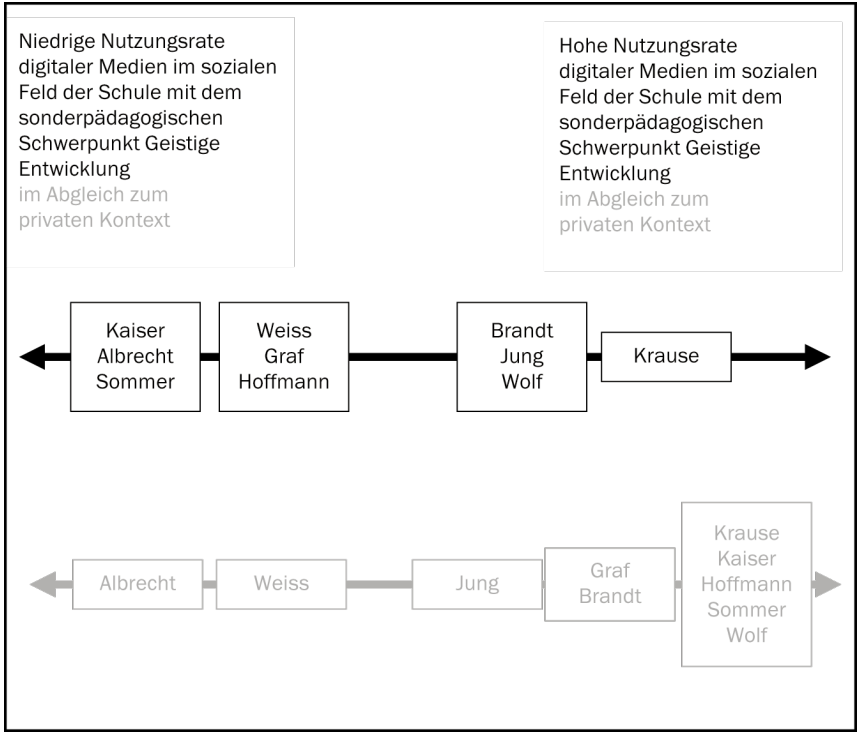 Niedrige Nutzungsrate
digitaler Medien im sozialen
Feld der Schule mit dem
sonderpädagogischen
Schwerpunkt Geistige
Entwicklung
im Abgleich zum
privaten Kontext
Hohe Nutzungsrate
digitaler Medien im sozialen
Feld der Schule mit dem
sonderpädagogischen
Schwerpunkt Geistige
Entwicklung
im Abgleich zum
privaten Kontext
Kaiser
Albrecht
Sommer
Weiss
Graf
Hoffmann
Brandt
Jung
Wolf
Krause
Albrecht
Weiss
Jung
Graf
Brandt
Krause
Kaiser
Hoffmann
Sommer
Wolf